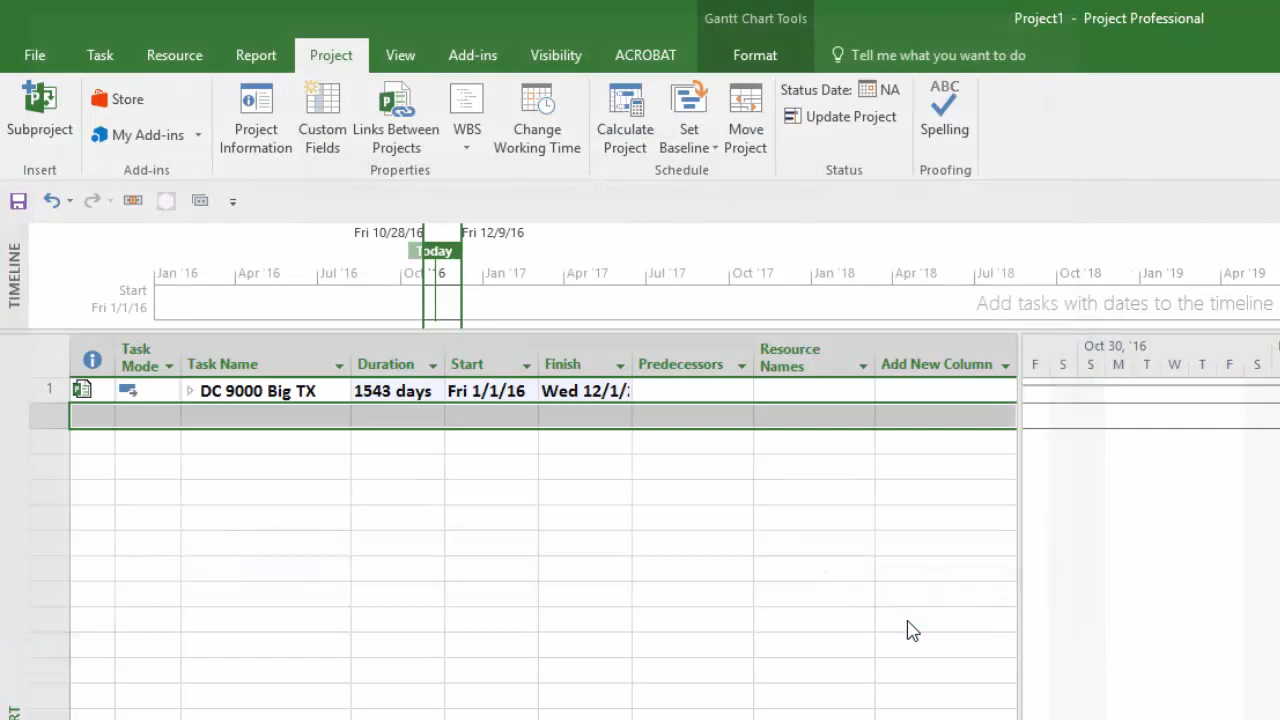 Gantt Chart Tools
Project1 - Project Professional
File Task Resource Report Project View Add-ins Visibility ACROBAT Format Tell me what you want to do
Subproject
Insert
Store
My Add-ins
Add-ins
Project Information
Custom Fields
Links Between Projects
WBS
Change Working Time
Properties
Calculate Project
Set Baseline
Move Project
Schedule
Status Date: NA
Update Project
Status
ABC
Spelling
Proofing
TIMELINE
Fri 10/28/16 Fri 12/9/16
Today
Jan '16 Apr '16 Jul '16 Oct '16 Jan '17 Apr '17 Jul '17 Oct '17 Jan '18 Apr '18 Jul '18 Oct '18 Jan '19 Apr '19
Start
Fri 1/1/16
Add tasks with dates to the timeline
Task Mode Task Name Duration Start Finish Predecessors Resource Names Add New Column
Oct 30, '16
F S S M T W T F S
1 DC 9000 Big TX 1543 days Fri 1/1/16 Wed 12/1/
RT